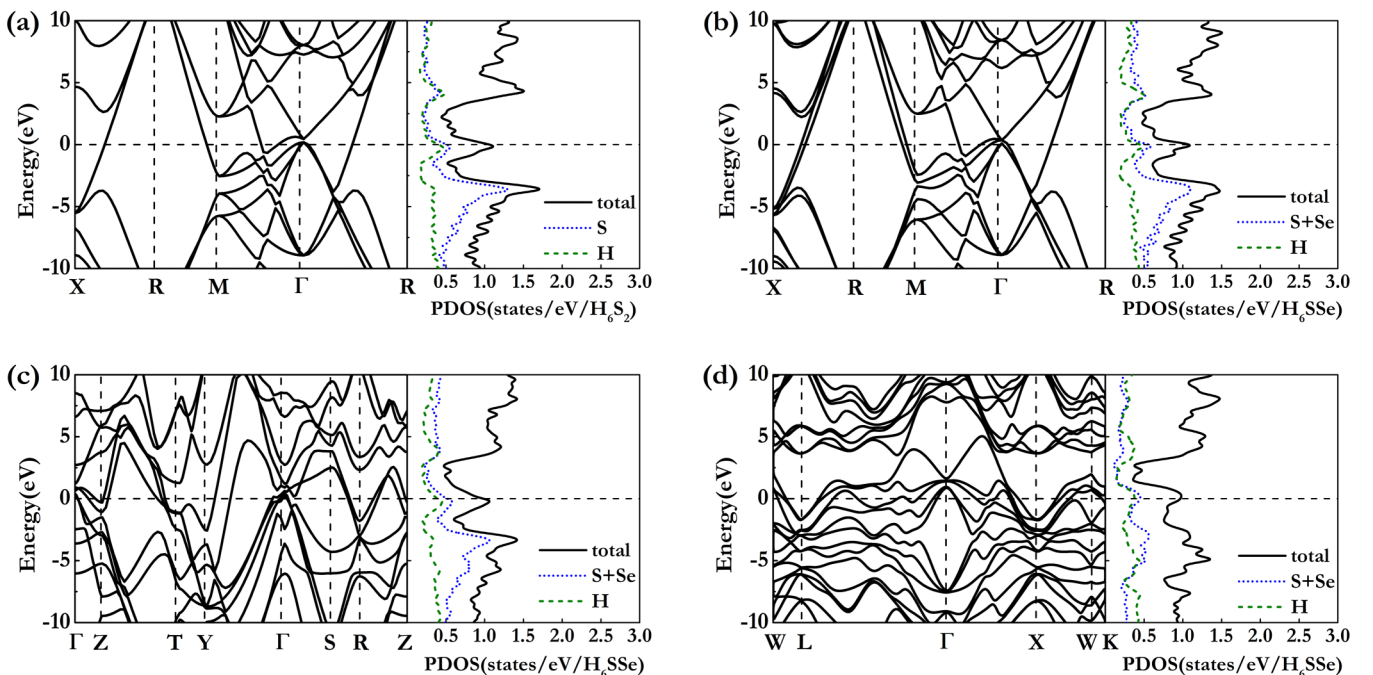 (a)
10
5
0
-5
-10
Energy(eV)
X R M Γ R
total
S
H
0.5 1.0 1.5 2.0 2.5 3.0
PDOS(states/eV/H₆S₂)
(b)
10
5
0
-5
-10
Energy(eV)
X R M Γ R
total
S+Se
H
0.5 1.0 1.5 2.0 2.5 3.0
PDOS(states/eV/H₆SSe)
(c)
10
5
0
-5
-10
Energy(eV)
Γ Z T Y Γ S R Z
total
S+Se
H
0.5 1.0 1.5 2.0 2.5 3.0
PDOS(states/eV/H₆SSe)
(d)
10
5
0
-5
-10
Energy(eV)
W L Γ X W K
total
S+Se
H
0.5 1.0 1.5 2.0 2.5 3.0
PDOS(states/eV/H₆SSe)